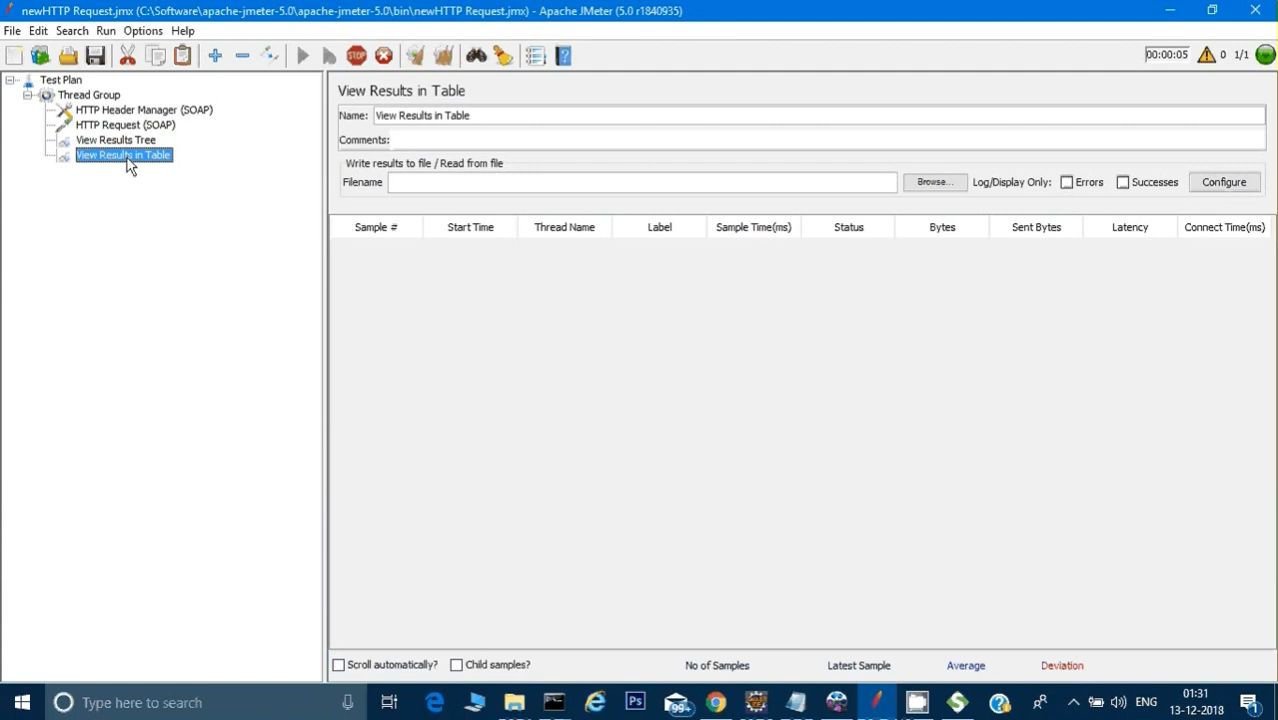 newHTTP Request.jmx (C:\Software\apache-jmeter-5.0\apache-jmeter-5.0\bin\newHTTP Request.jmx) - Apache JMeter (5.0 r1840935)
File Edit Search Run Options Help
STOP 00:00:05 0 1/1
Test Plan
Thread Group
HTTP Header Manager (SOAP)
HTTP Request (SOAP)
View Results Tree
View Results in Table
View Results in Table
Name: View Results in Table
Comments:
Write results to file / Read from file
Filename Browse... Log/Display Only: Errors Successes Configure
Sample # Start Time Thread Name Label Sample Time(ms) Status Bytes Sent Bytes Latency Connect Time(ms)
Scroll automatically? Child samples? No of Samples Latest Sample Average Deviation
Type here to search Ps 99+ ENG 01:31
13-12-2018 1